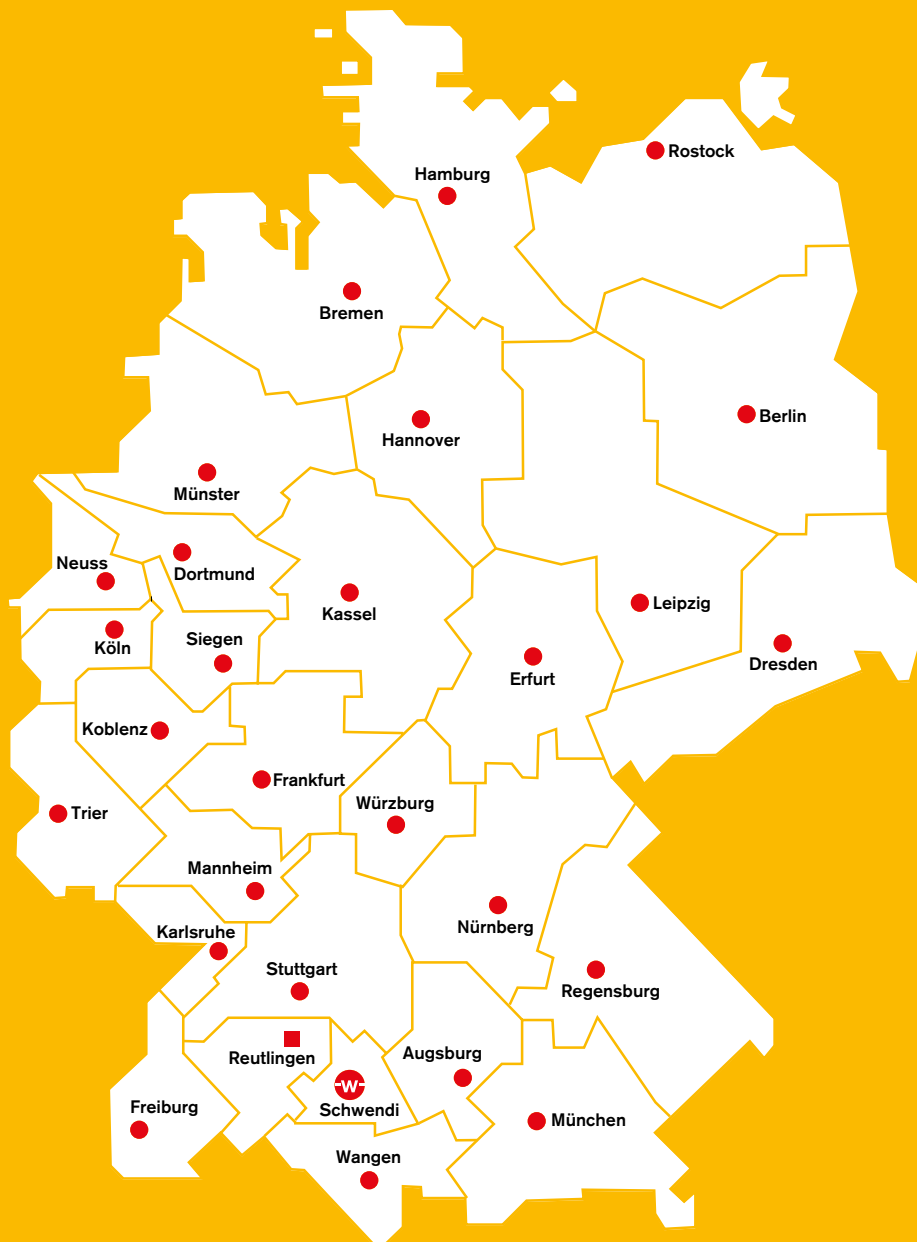 Rostock
Hamburg
Bremen
Berlin
Hannover
Münster
Neuss
Dortmund
Kassel
Leipzig
Köln
Siegen
Erfurt
Dresden
Koblenz
Frankfurt
Trier
Würzburg
Mannheim
Nürnberg
Karlsruhe
Stuttgart
Regensburg
Reutlingen
Augsburg
-w-
Schwendi
Freiburg
München
Wangen